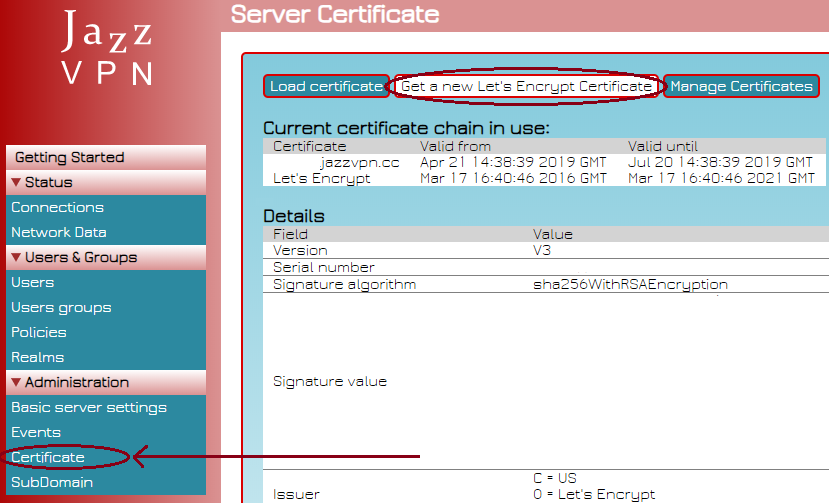 Jazz
VPN
Getting Started
Status
Connections
Network Data
Users & Groups
Users
Users groups
Policies
Realms
Administration
Basic server settings
Events
Certificate
SubDomain
Server Certificate
Load certificate Get a new Let's Encrypt Certificate Manage Certificates
Current certificate chain in use:
Certificate Valid from Valid until
jazzvpn.cc Apr 21 14:38:39 2019 GMT Jul 20 14:38:39 2019 GMT
Let's Encrypt Mar 17 16:40:46 2016 GMT Mar 17 16:40:46 2021 GMT
Details
Field Value
Version V3
Serial number
Signature algorithm sha256WithRSAEncryption
Signature value
C = US
Issuer O = Let's Encrypt